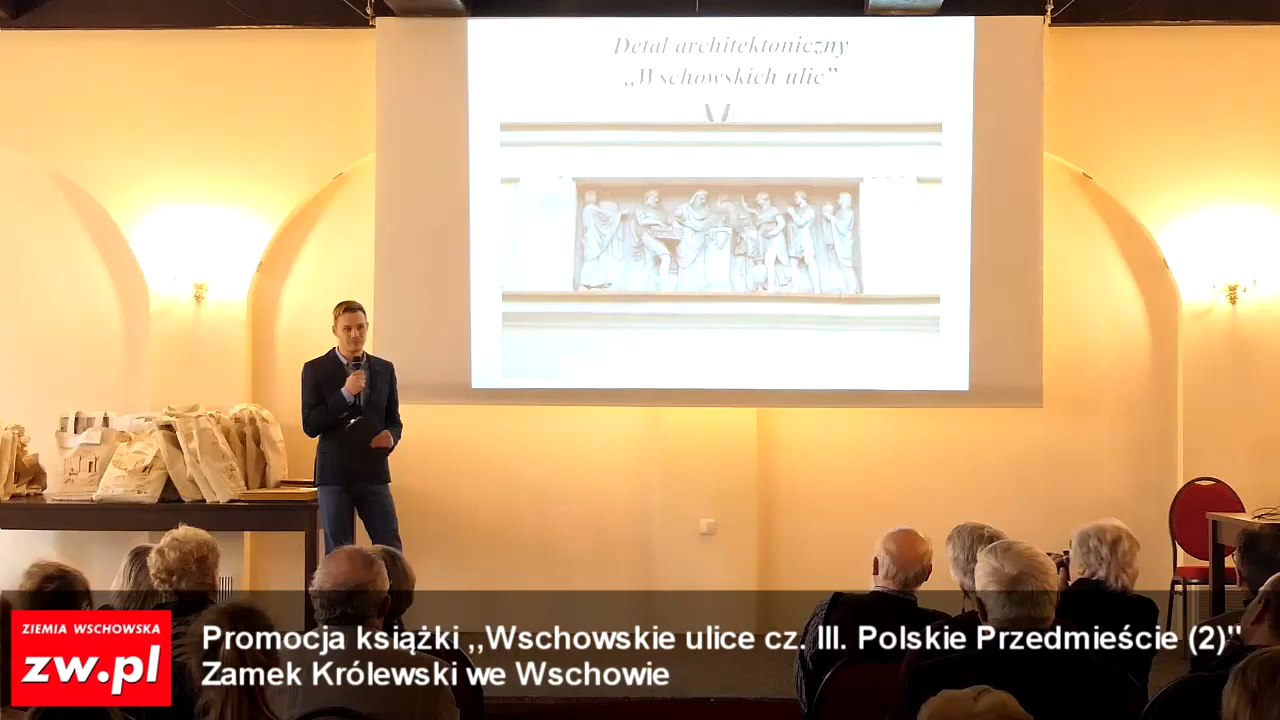 Detal architektoniczny
,,Wschowskich ulic”
ZIEMIA WSCHOWSKA
zw.pl
Promocja książki ,,Wschowskie ulice cz. III. Polskie Przedmieście (2)"
Zamek Królewski we Wschowie